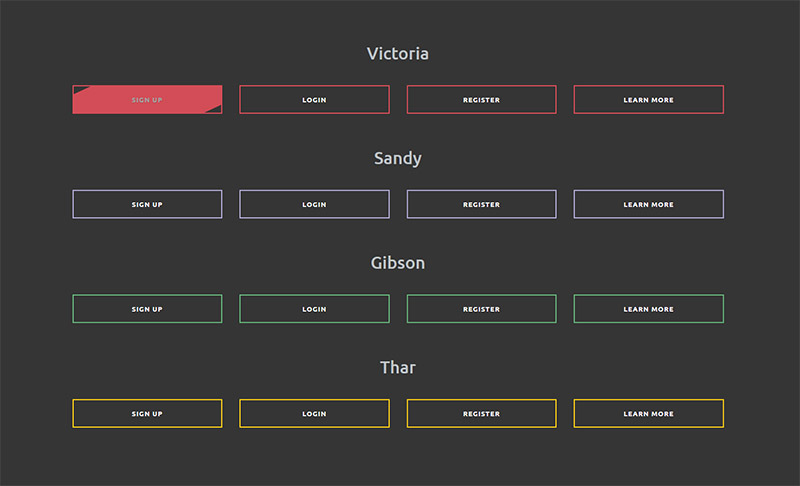 Victoria
SIGN UP LOGIN REGISTER LEARN MORE
Sandy
SIGN UP LOGIN REGISTER LEARN MORE
Gibson
SIGN UP LOGIN REGISTER LEARN MORE
Thar
SIGN UP LOGIN REGISTER LEARN MORE